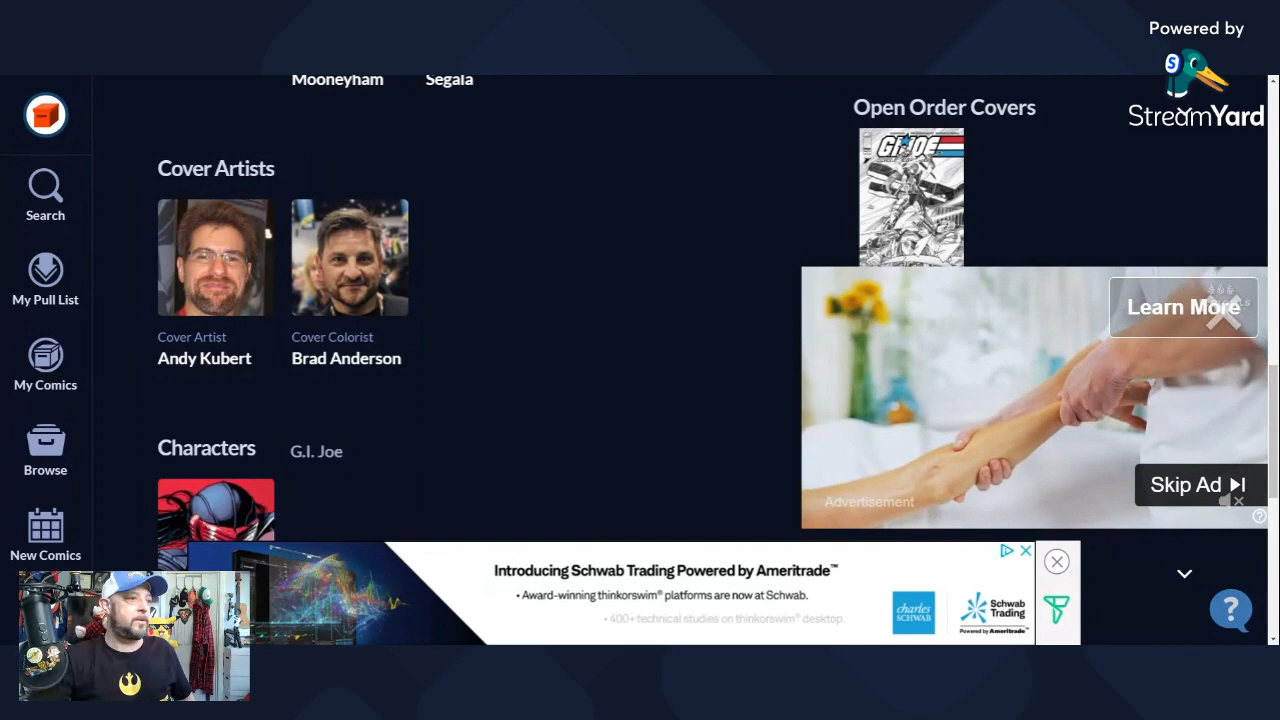 Powered by
StreamYard
Mooneyham
Segala
Open Order Covers
G.I. JOE
Cover Artists
Search
My Pull List
My Comics
Browse
New Comics
Cover Artist
Andy Kubert
Cover Colorist
Brad Anderson
Characters
G.I. Joe
Learn More
Advertisement
Skip Ad
Introducing Schwab Trading Powered by Ameritrade™
• Award-winning thinkorswim® platforms are now at Schwab.
• 400+ technical studies on thinkorswim® desktop.
charles
SCHWAB
Schwab
Trading
Powered by Ameritrade™
?